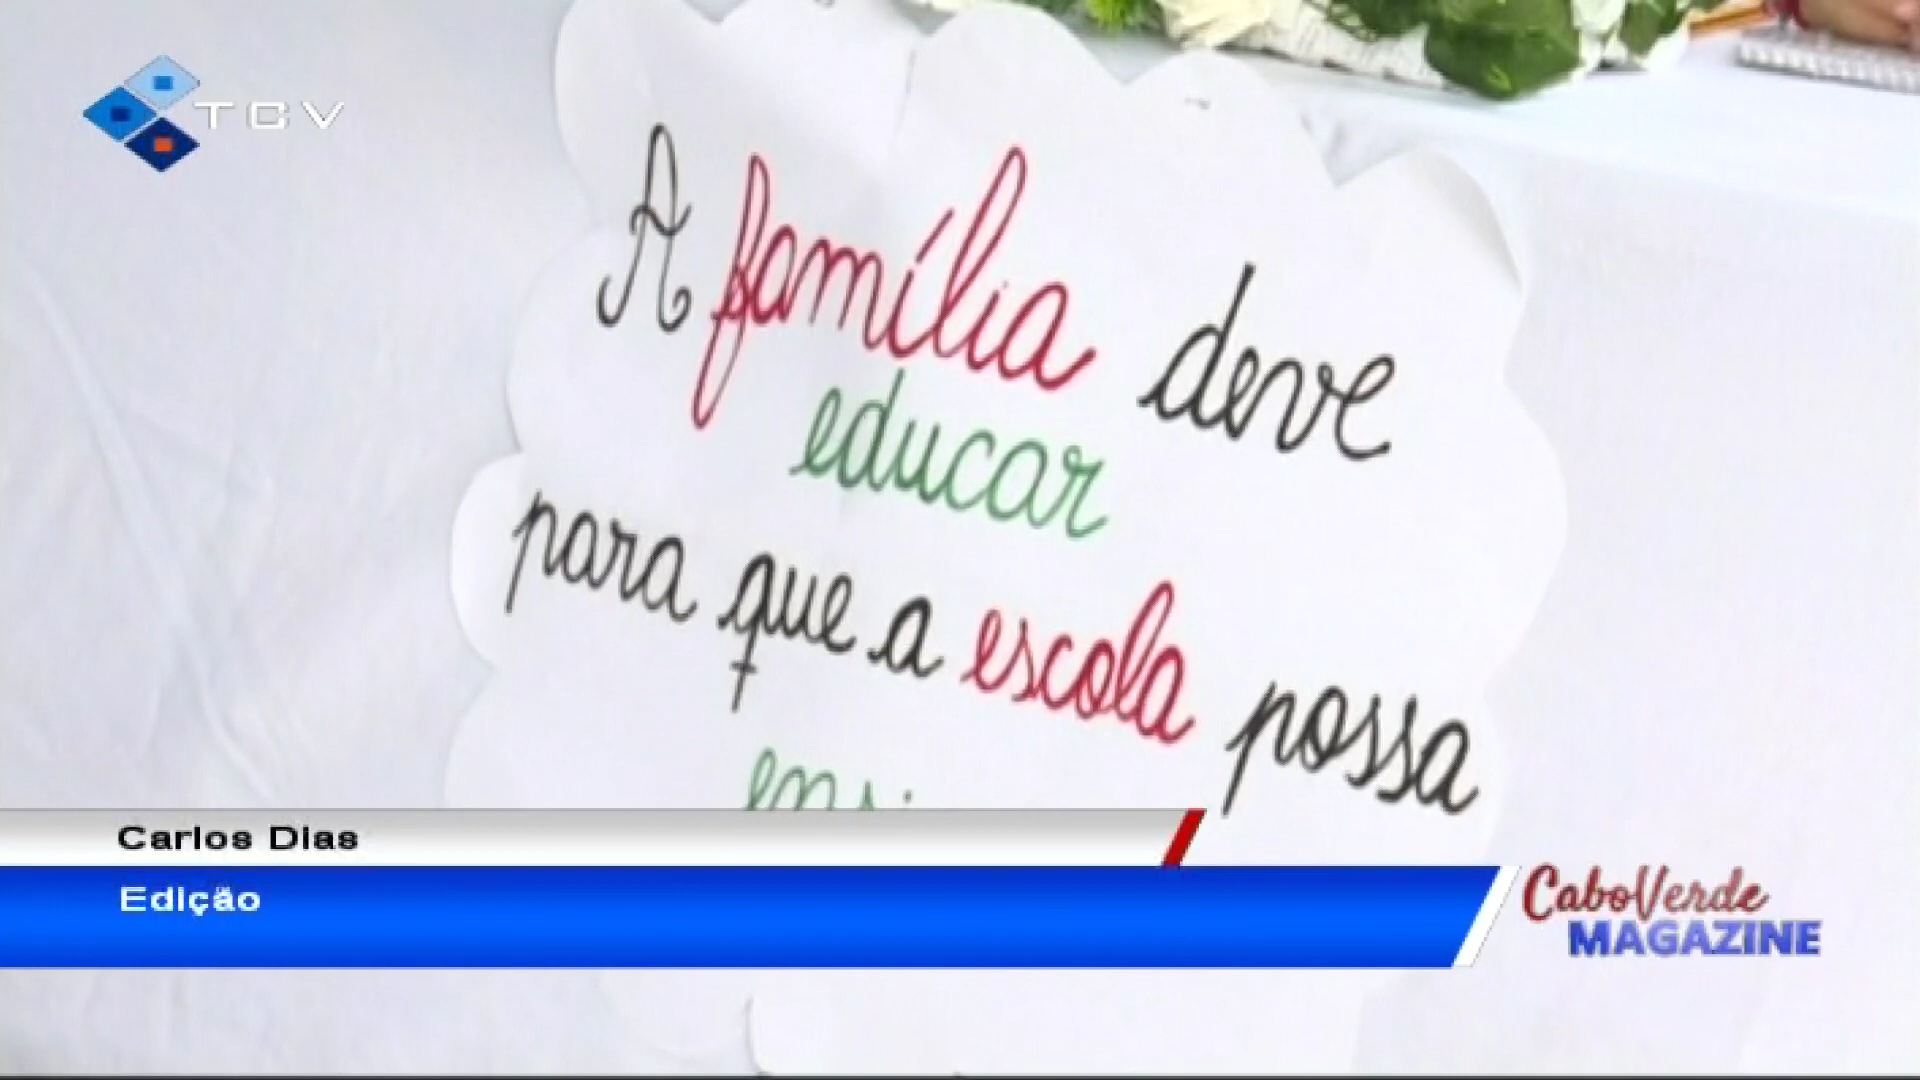 TCV
A família deve
educar
para que a escola possa
Carlos Dias
Edição
CaboVerde
MAGAZINE